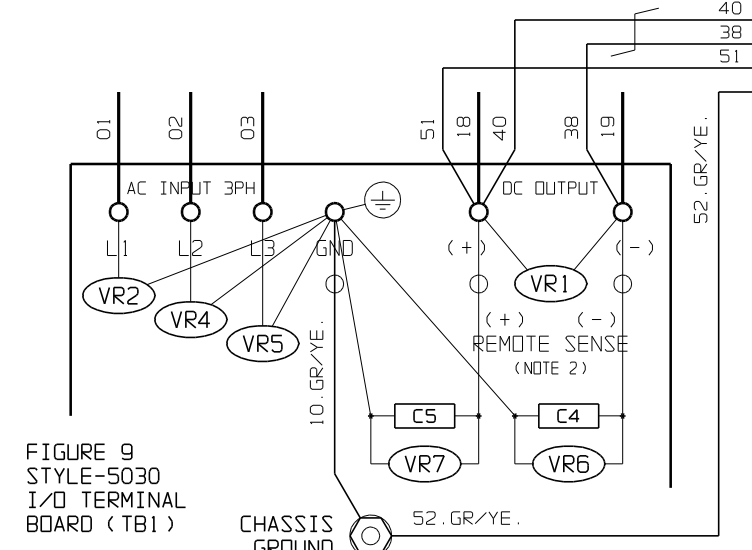 40
38
51
01
02
03
51
18
40
38
19
52.GR/YE.
AC INPUT 3PH
DC OUTPUT
L1
L2
L3
GND
(+)
(-)
VR2
VR4
VR5
VR1
10.GR/YE.
(+)
(-)
REMOTE SENSE
(NOTE 2)
C5
C4
VR7
VR6
FIGURE 9
STYLE-5030
I/O TERMINAL
BOARD (TB1)
CHASSIS
GROUND
52.GR/YE.